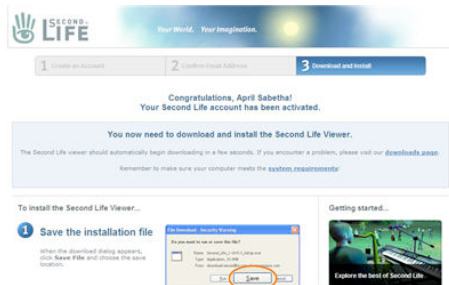 SECOND
LIFE
Your World. Your Imagination.
1 Create an Account
2 Confirm Email Address
3 Download and Install
Congratulations, April Sabetha!
Your Second Life account has been activated.
You now need to download and install the Second Life Viewer.
The Second Life viewer should automatically begin downloading in a few seconds. If you encounter a problem, please visit our downloads page.
Remember to make sure your computer meets the system requirements!
To install the Second Life Viewer...
Getting started...
1 Save the installation file
When the download dialog appears,
click Save File and choose the save
location.
File Download - Security Warning
Do you want to run or save this file?
Name:
Type: Application
From:
Run
Save
Explore the best of Second Life